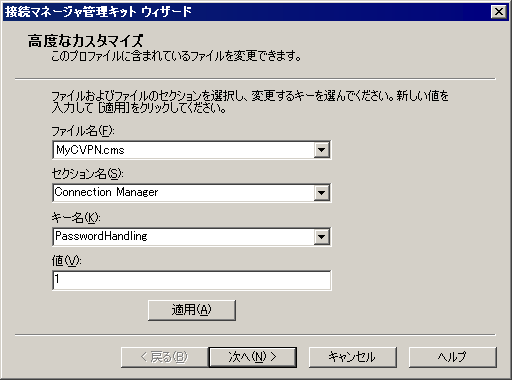 接続マネージャ管理キット ウィザード
高度なカスタマイズ
このプロファイルに含まれているファイルを変更できます。
ファイルおよびファイルのセクションを選択し、変更するキーを選んでください。新しい値を
入力して [適用]をクリックしてください。
ファイル名(F):
MyCVPN.cms
セクション名(S):
Connection Manager
キー名(K):
PasswordHandling
値(V):
1
適用(A)
< 戻る(B)
次へ(N) >
キャンセル
ヘルプ